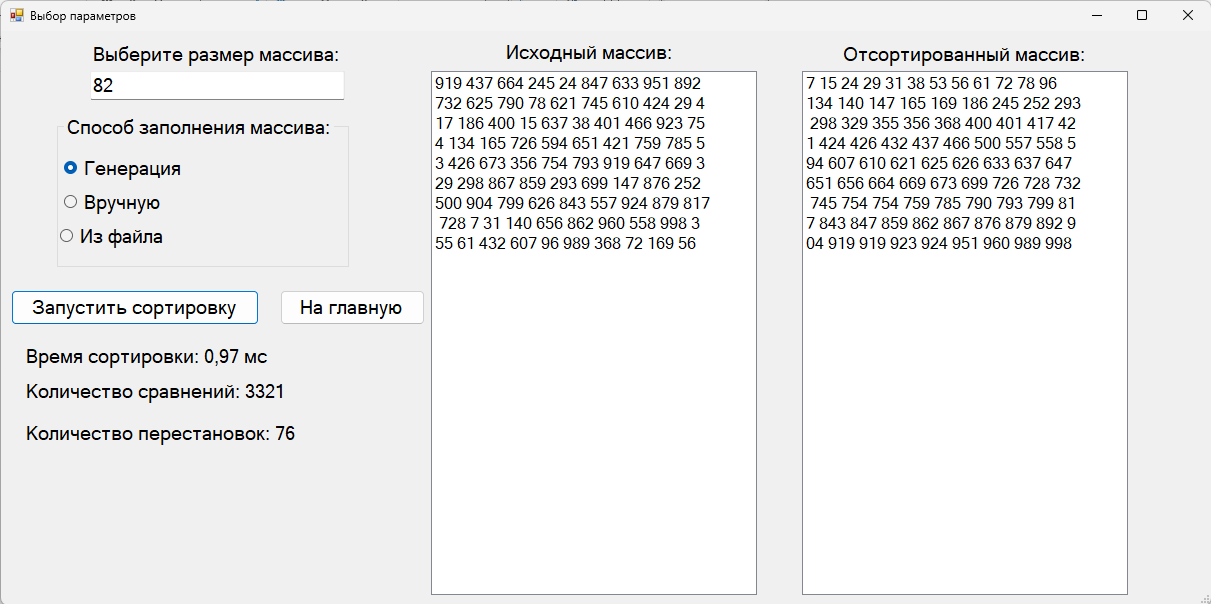 Выбор параметров
Выберите размер массива:
82
Способ заполнения массива:
Генерация
Вручную
Из файла
Запустить сортировку
На главную
Время сортировки: 0,97 мс
Количество сравнений: 3321
Количество перестановок: 76
Исходный массив:
919 437 664 245 24 847 633 951 892
732 625 790 78 621 745 610 424 29 4
17 186 400 15 637 38 401 466 923 75
4 134 165 726 594 651 421 759 785 5
3 426 673 356 754 793 919 647 669 3
29 298 867 859 293 699 147 876 252
500 904 799 626 843 557 924 879 817
728 7 31 140 656 862 960 558 998 3
55 61 432 607 96 989 368 72 169 56
Отсортированный массив:
7 15 24 29 31 38 53 56 61 72 78 96
134 140 147 165 169 186 245 252 293
298 329 355 356 368 400 401 417 42
1 424 426 432 437 466 500 557 558 5
94 607 610 621 625 626 633 637 647
651 656 664 669 673 699 726 728 732
745 754 754 759 785 790 793 799 81
7 843 847 859 862 867 876 879 892 9
04 919 919 923 924 951 960 989 998